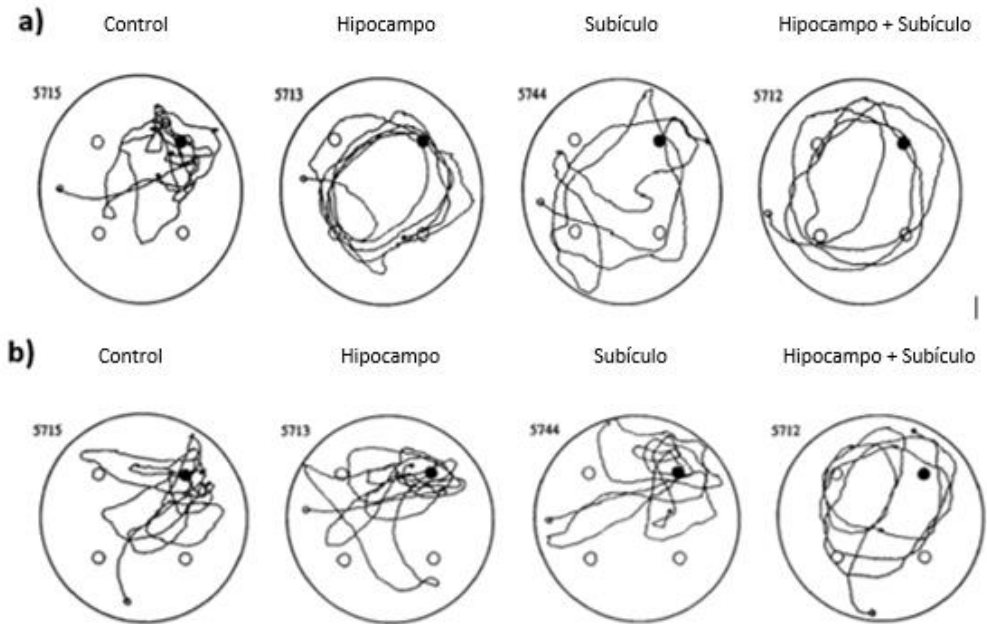 a) Control Hipocampo Subículo Hipocampo + Subículo
5715 5713 5744 5712
b) Control Hipocampo Subículo Hipocampo + Subículo
5715 5713 5744 5712